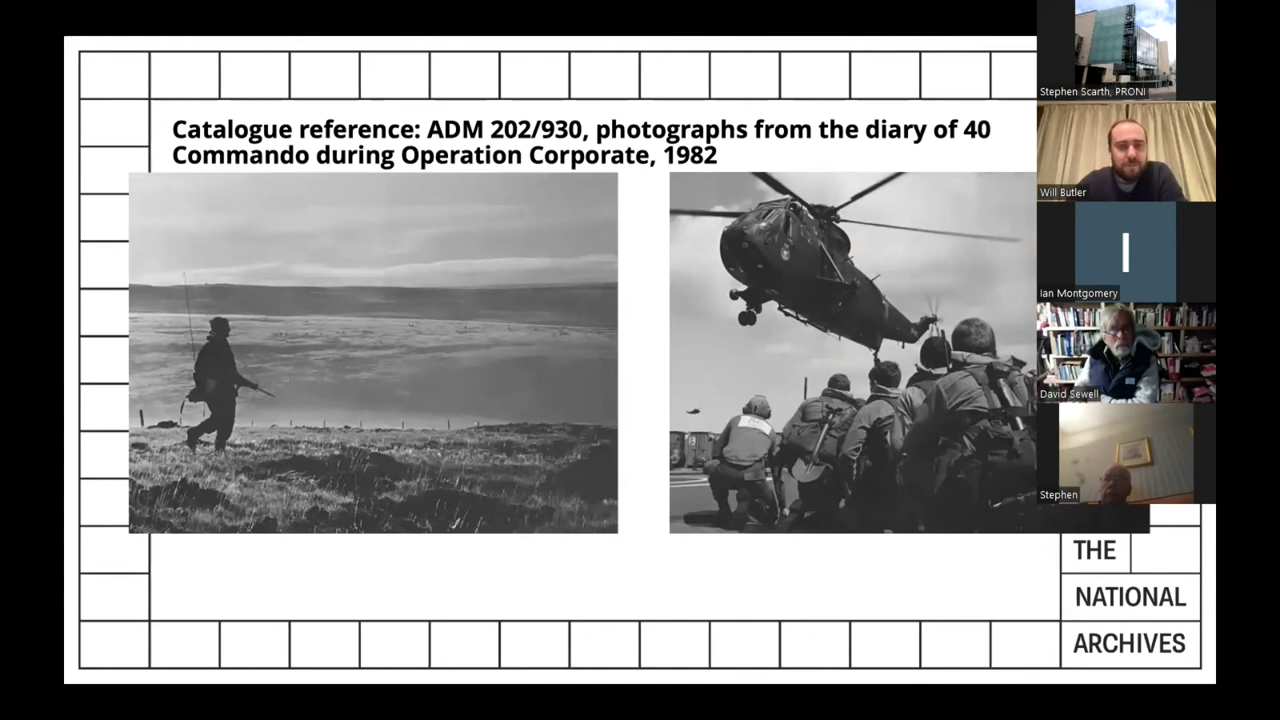 Catalogue reference: ADM 202/930, photographs from the diary of 40
Commando during Operation Corporate, 1982
Stephen Scarth, PRONI
Will Butler
I
Ian Montgomery
David Sewell
Stephen
THE
NATIONAL
ARCHIVES